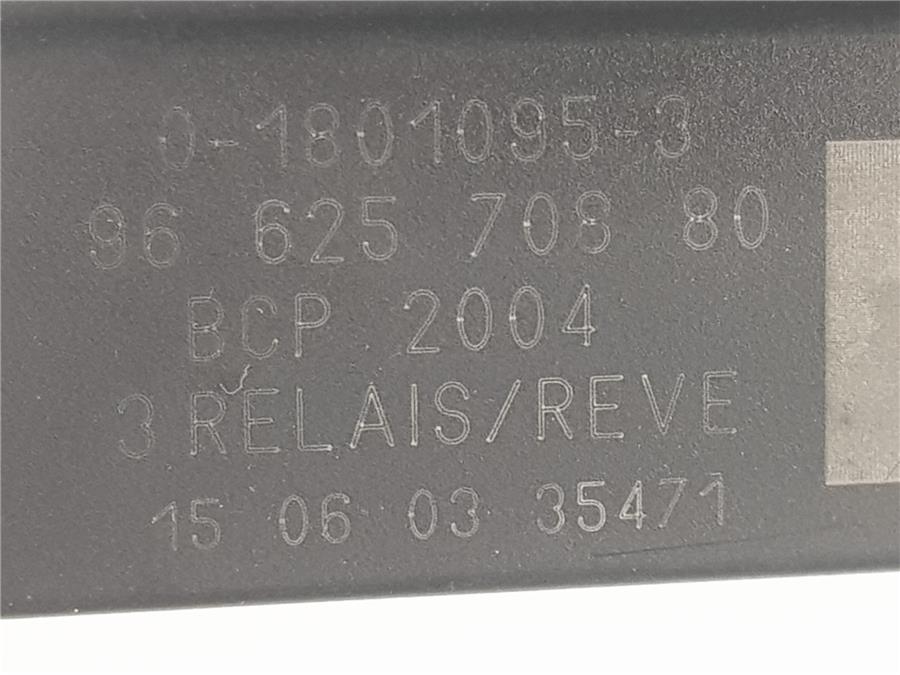 0-1801095-3
96 625 708 80
BCP 2004
3 RELAIS/REVE
15 06 03 35471